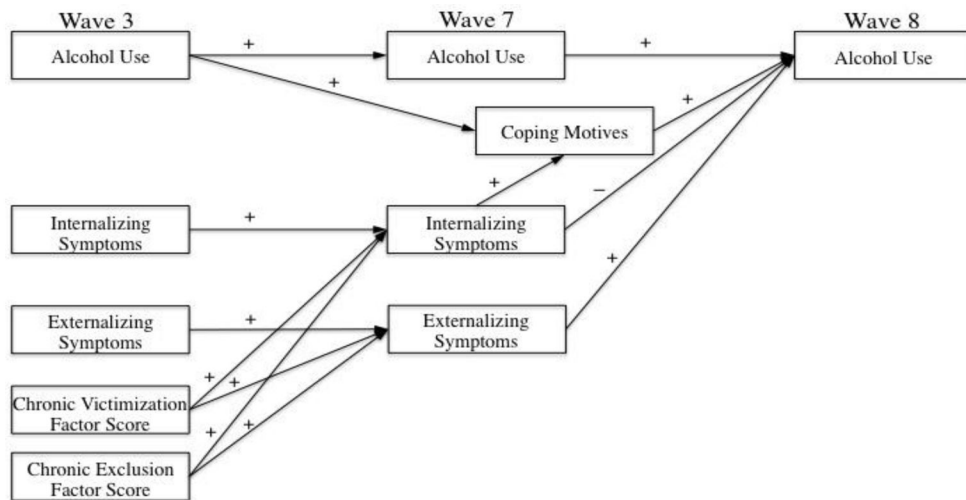 Wave 3
Wave 7
Wave 8
Alcohol Use
+
Alcohol Use
+
Alcohol Use
+
+
Coping Motives
+
–
Internalizing
Symptoms
+
Internalizing
Symptoms
+
Externalizing
Symptoms
+
Externalizing
Symptoms
+
+
Chronic Victimization
Factor Score
+
+
Chronic Exclusion
Factor Score